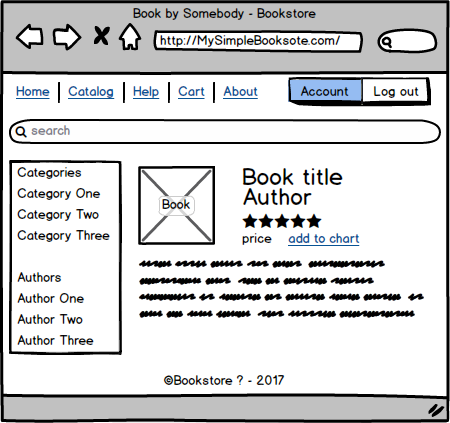 Book by Somebody - Bookstore
http://MySimpleBooksote.com/
Home Catalog Help Cart About Account Log out
search
Categories
Category One
Category Two
Category Three
Authors
Author One
Author Two
Author Three
Book
Book title
Author
price add to chart
©Bookstore ? - 2017